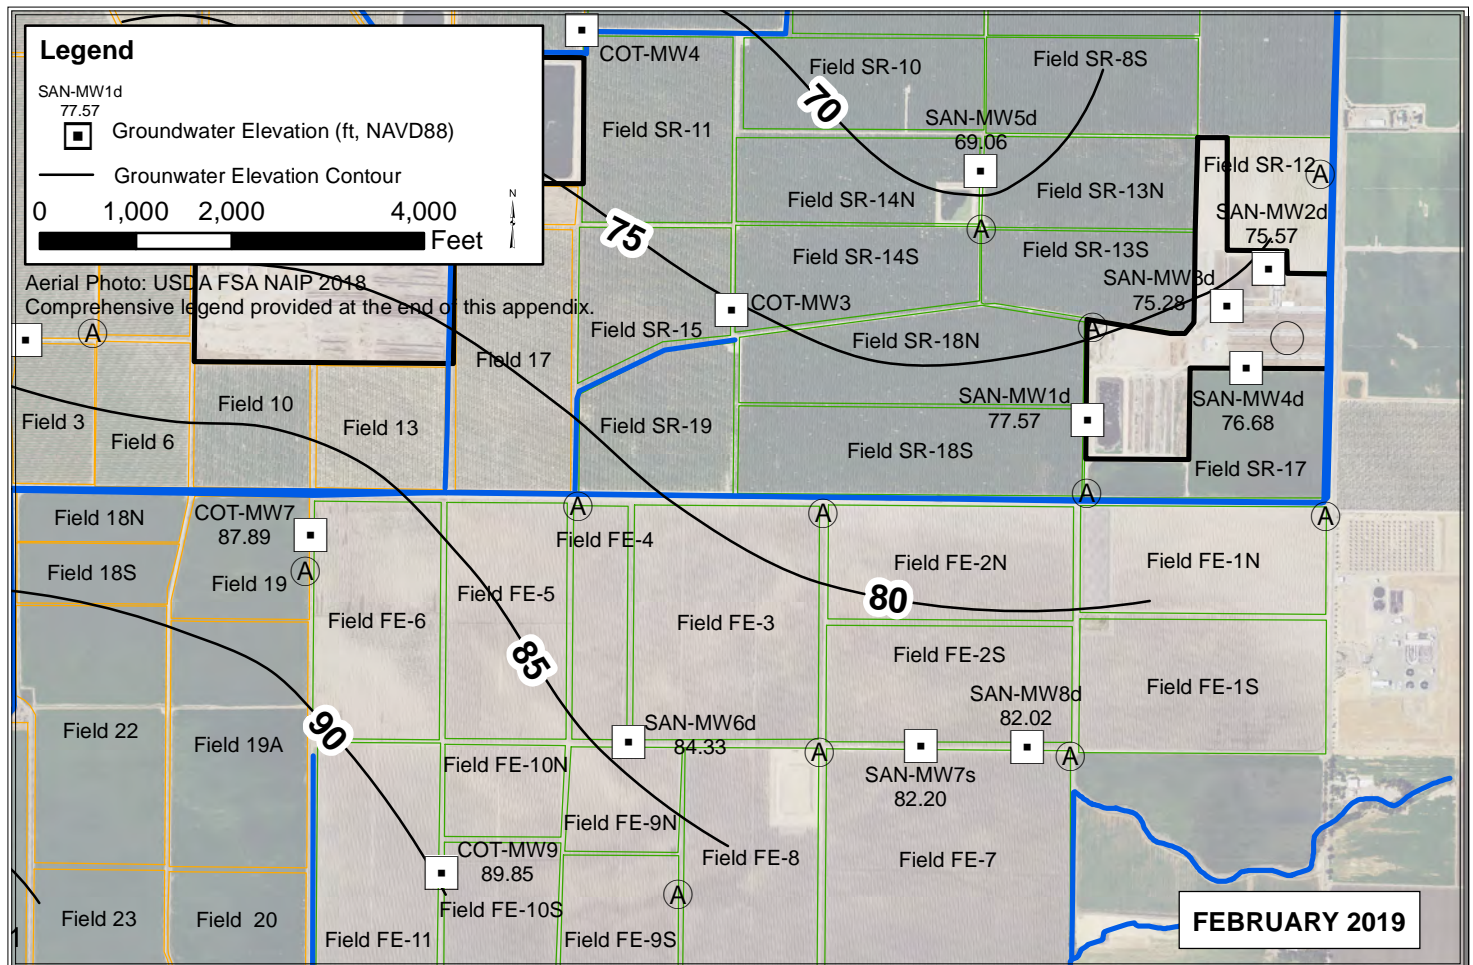 Legend
SAN-MW1d
77.57
Groundwater Elevation (ft, NAVD88)
Grounwater Elevation Contour
N
0 1,000 2,000 4,000
Feet
Aerial Photo: USDA FSA NAIP 2018
Comprehensive legend provided at the end of this appendix.
COT-MW4
Field SR-10
Field SR-8S
70
SAN-MW5d
69.06
Field SR-11
Field SR-12
A
Field SR-14N
Field SR-13N
SAN-MW2d
75.57
75
A
Field SR-14S
Field SR-13S
SAN-MW3d
75.28
COT-MW3
A
Field SR-15
Field SR-18N
A
Field 17
Field 3
Field 6
Field 10
Field 13
Field SR-19
SAN-MW1d
77.57
SAN-MW4d
76.68
Field SR-18S
Field SR-17
A
A
A
A
Field 18N
COT-MW7
87.89
Field FE-4
Field FE-2N
Field FE-1N
Field 18S
Field 19
A
Field FE-5
80
Field FE-6
Field FE-3
85
Field FE-2S
Field FE-1S
SAN-MW8d
82.02
90
Field 22
Field 19A
SAN-MW6d
84.33
A
A
Field FE-10N
SAN-MW7s
82.20
Field FE-9N
COT-MW9
89.85
Field FE-8
Field FE-7
A
Field 23
Field 20
Field FE-10S
Field FE-11
Field FE-9S
1
FEBRUARY 2019